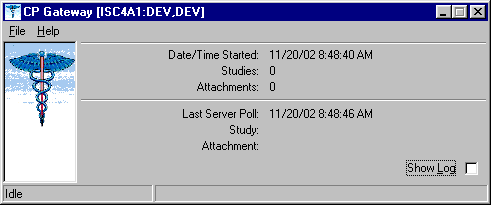 CP Gateway [ISC4A1:DEV,DEV]
File Help
Date/Time Started: 11/20/02 8:48:40 AM
Studies: 0
Attachments: 0
Last Server Poll: 11/20/02 8:48:46 AM
Study:
Attachment:
Show Log
Idle